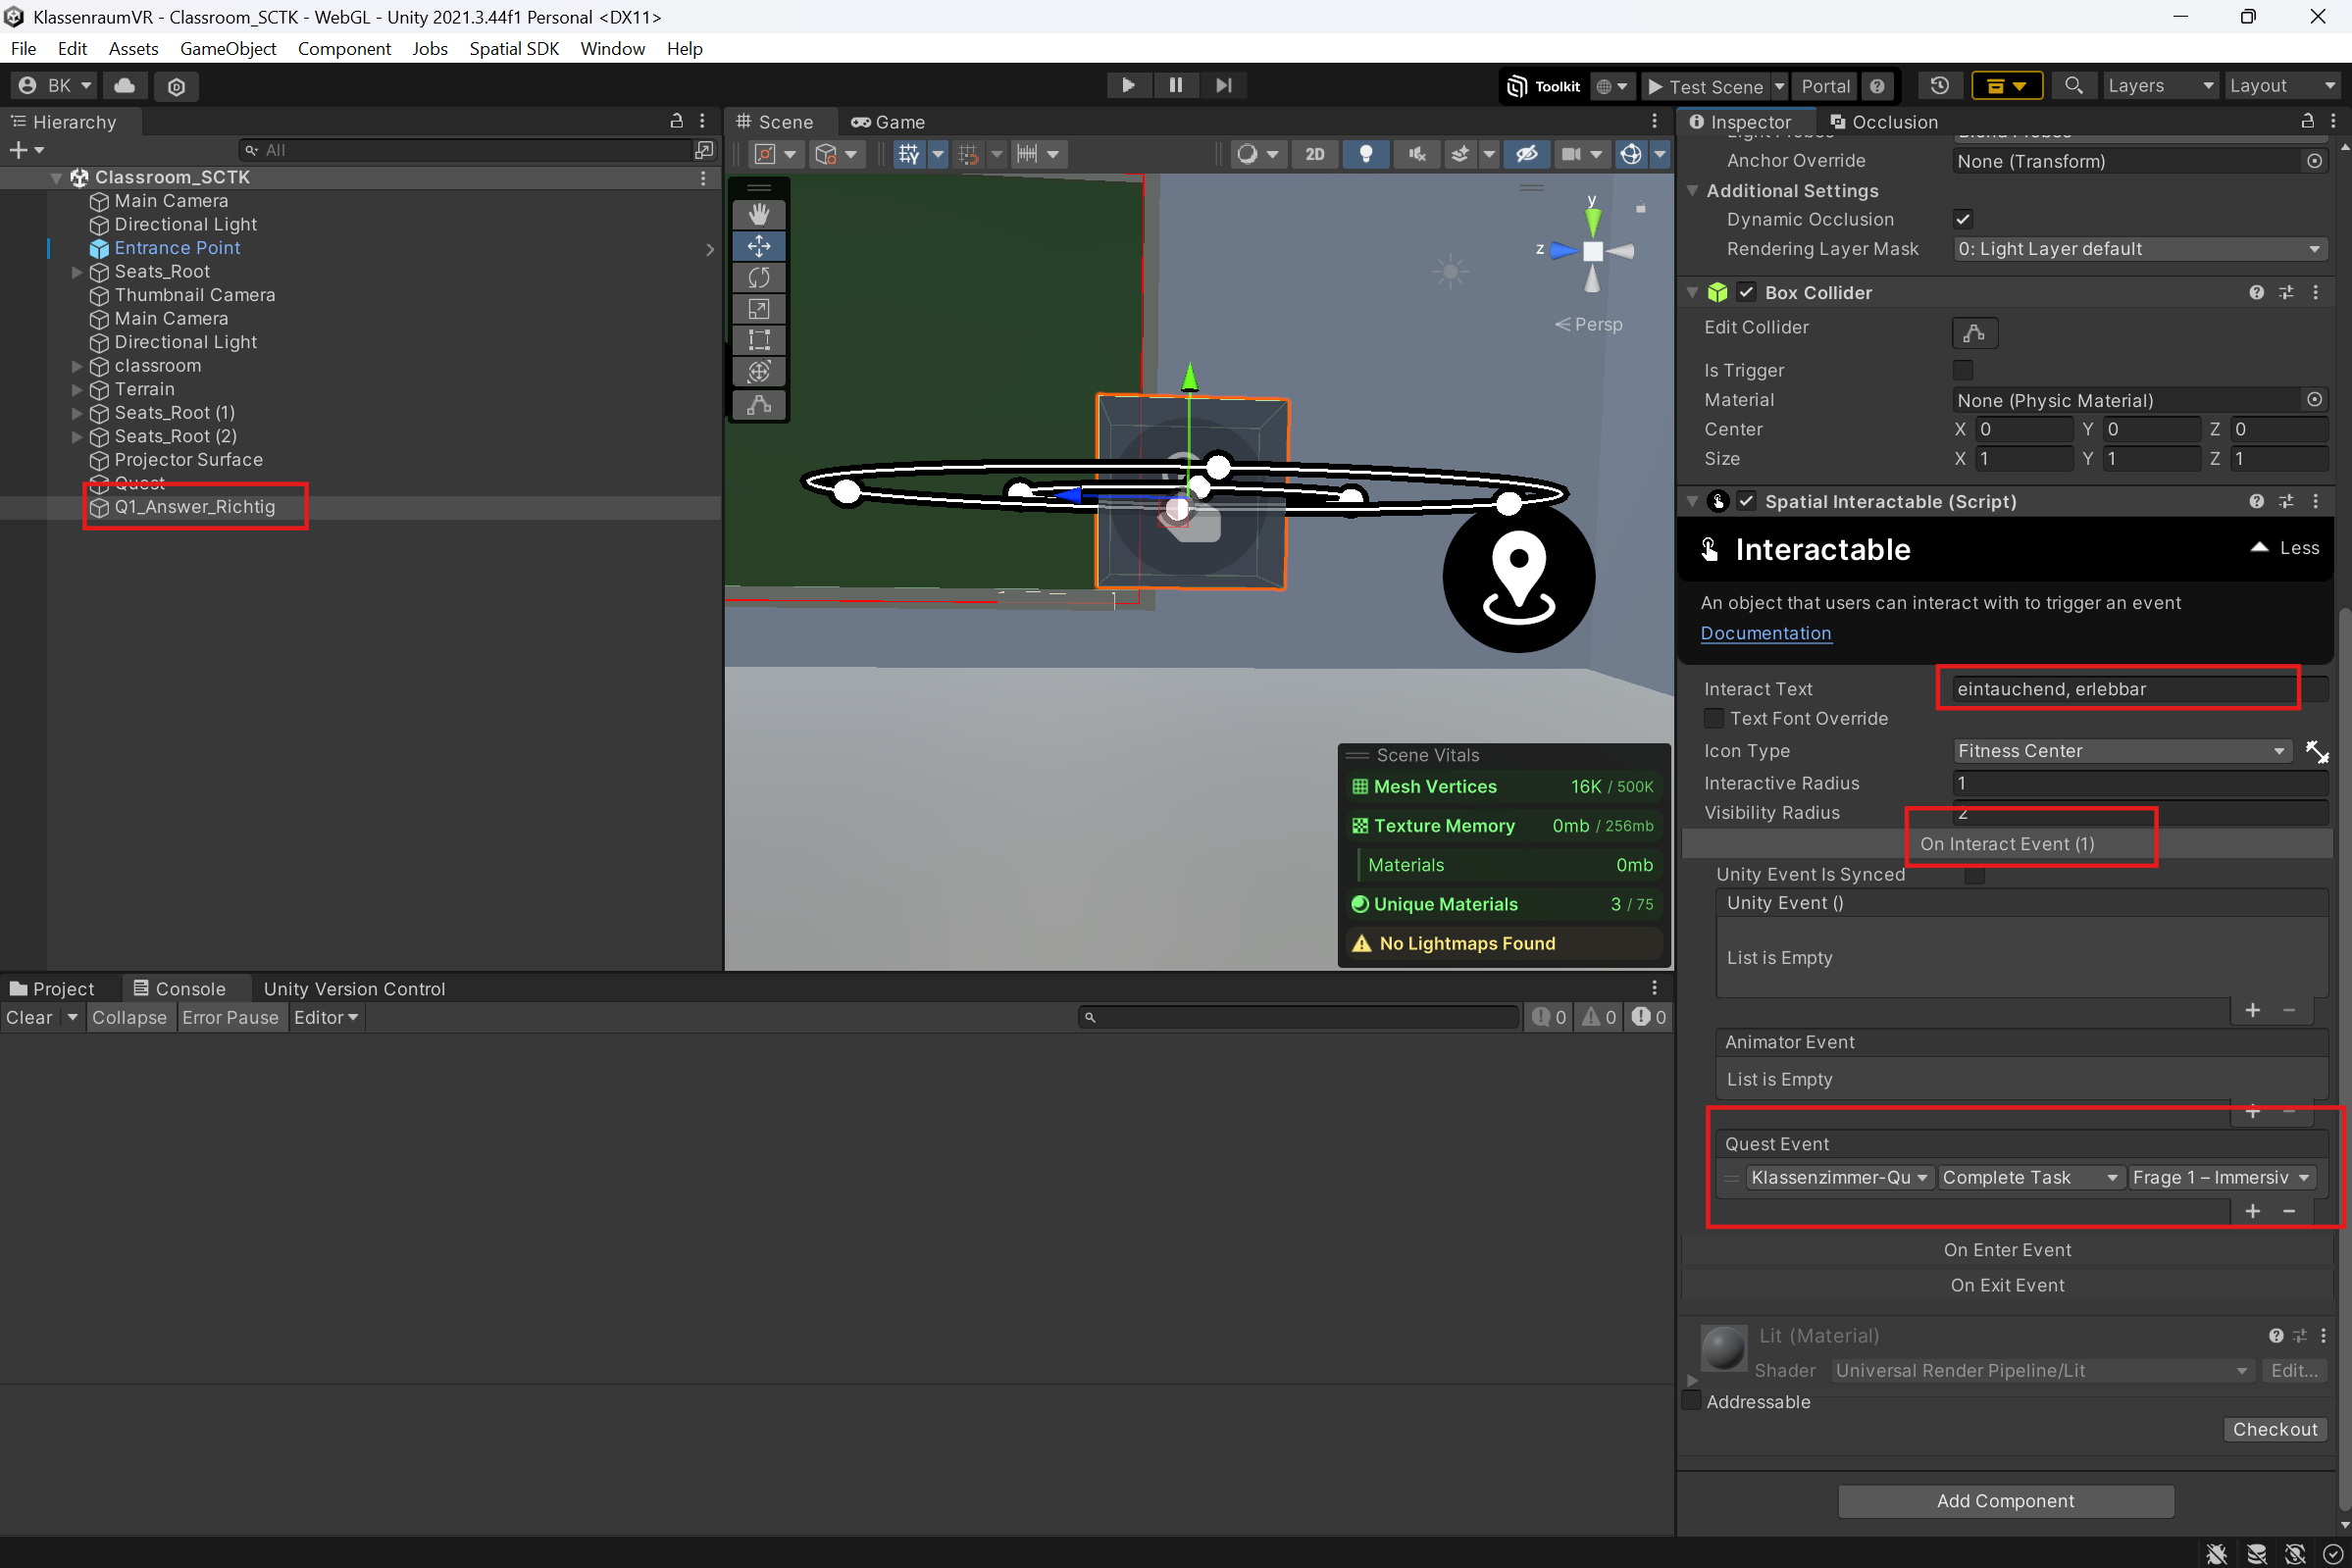 KlassenraumVR - Classroom_SCTK - WebGL - Unity 2021.3.44f1 Personal <DX11>
File Edit Assets GameObject Component Jobs Spatial SDK Window Help
BK Toolkit Test Scene Portal Layers Layout
Hierarchy
All
Classroom_SCTK
Main Camera
Directional Light
Entrance Point
Seats_Root
Thumbnail Camera
Main Camera
Directional Light
classroom
Terrain
Seats_Root (1)
Seats_Root (2)
Projector Surface
Quest
Q1_Answer_Richtig
Scene Game
2D
y
z
Persp
Scene Vitals
Mesh Vertices 16K / 500K
Texture Memory 0mb / 256mb
Materials 0mb
Unique Materials 3 / 75
No Lightmaps Found
Project Console Unity Version Control
Clear Collapse Error Pause Editor 0 0 0
Inspector Occlusion
Anchor Override None (Transform)
Additional Settings
Dynamic Occlusion
Rendering Layer Mask 0: Light Layer default
Box Collider
Edit Collider
Is Trigger
Material None (Physic Material)
Center X 0 Y 0 Z 0
Size X 1 Y 1 Z 1
Spatial Interactable (Script)
Interactable Less
An object that users can interact with to trigger an event
Documentation
Interact Text eintauchend, erlebbar
Text Font Override
Icon Type Fitness Center
Interactive Radius 1
Visibility Radius 2
On Interact Event (1)
Unity Event Is Synced
Unity Event ()
List is Empty
+ −
Animator Event
List is Empty
+ −
Quest Event
Klassenzimmer-Qu Complete Task Frage 1 – Immersiv
+ −
On Enter Event
On Exit Event
Lit (Material)
Shader Universal Render Pipeline/Lit Edit...
Addressable
Checkout
Add Component